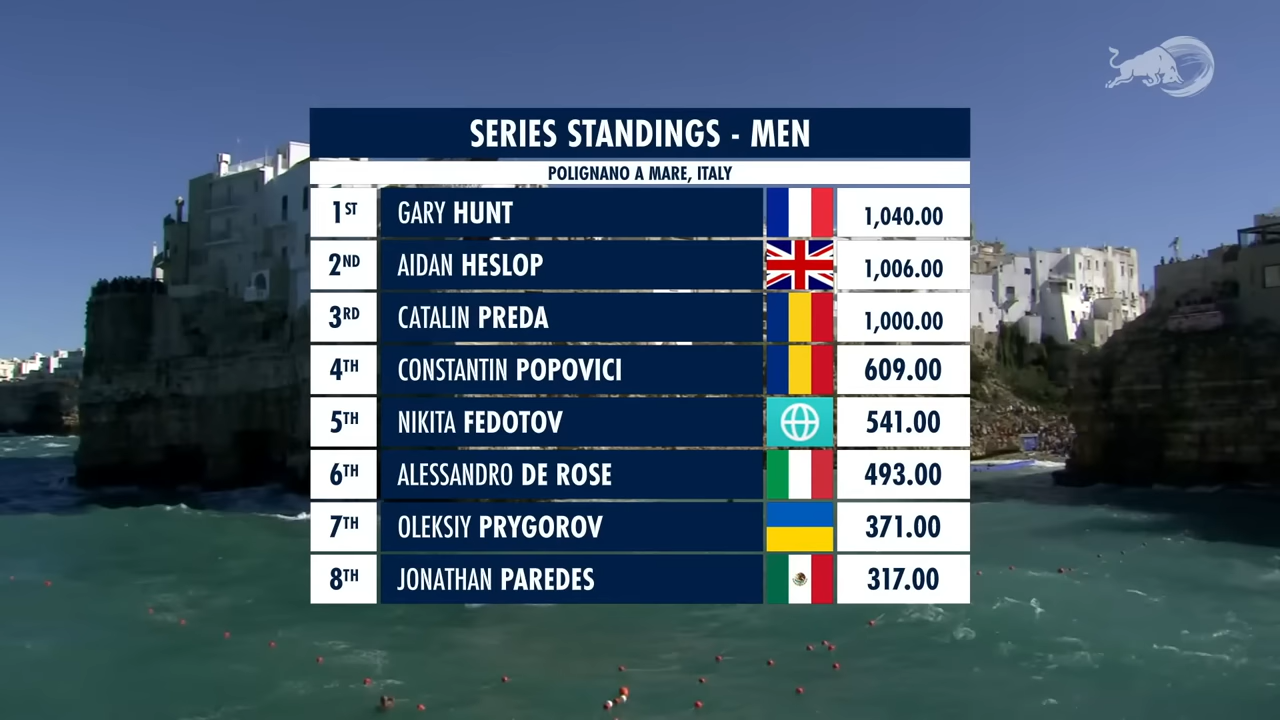 SERIES STANDINGS - MEN
POLIGNANO A MARE, ITALY
1ST GARY HUNT 1,040.00
2ND AIDAN HESLOP 1,006.00
3RD CATALIN PREDA 1,000.00
4TH CONSTANTIN POPOVICI 609.00
5TH NIKITA FEDOTOV 541.00
6TH ALESSANDRO DE ROSE 493.00
7TH OLEKSIY PRYGOROV 371.00
8TH JONATHAN PAREDES 317.00